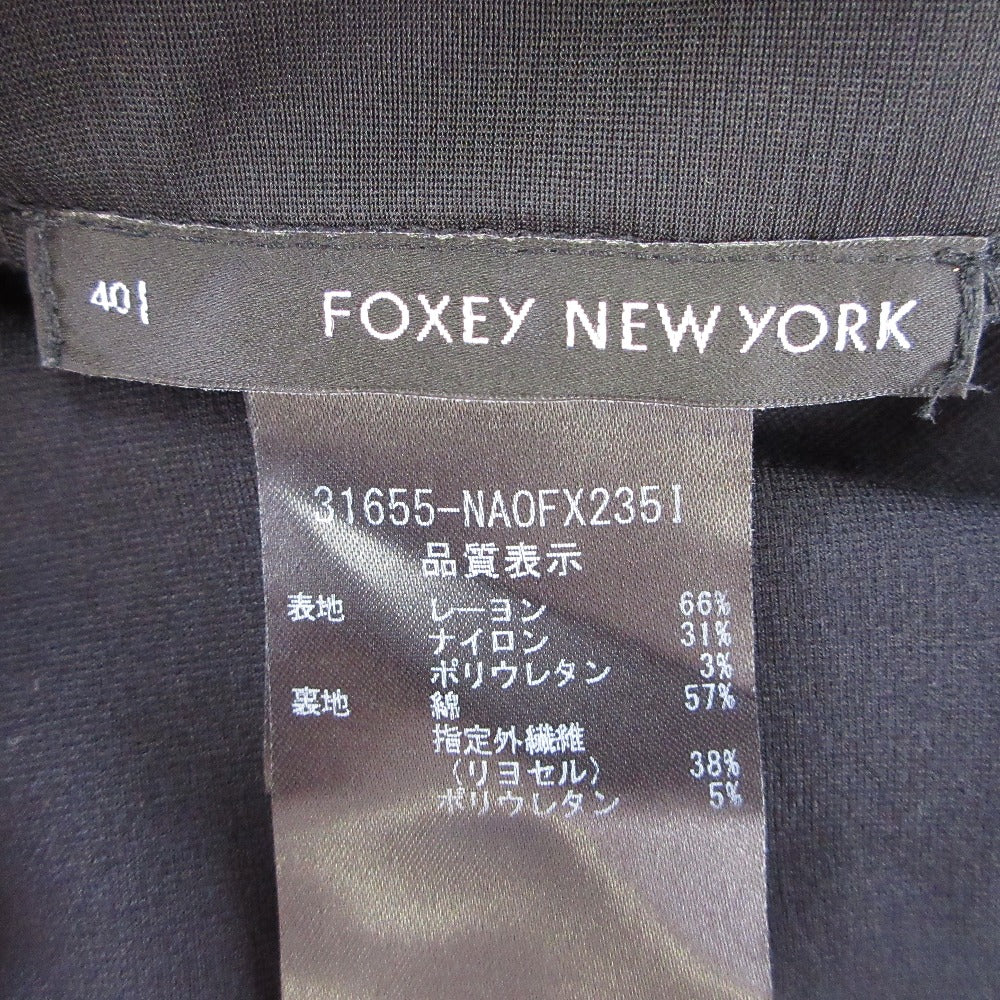 40 FOXEY NEW YORK
31655-NAOFX235I
品質表示
表地 レーヨン 66%
ナイロン 31%
ポリウレタン 3%
裏地 綿 57%
指定外繊維
(リヨセル) 38%
ポリウレタン 5%